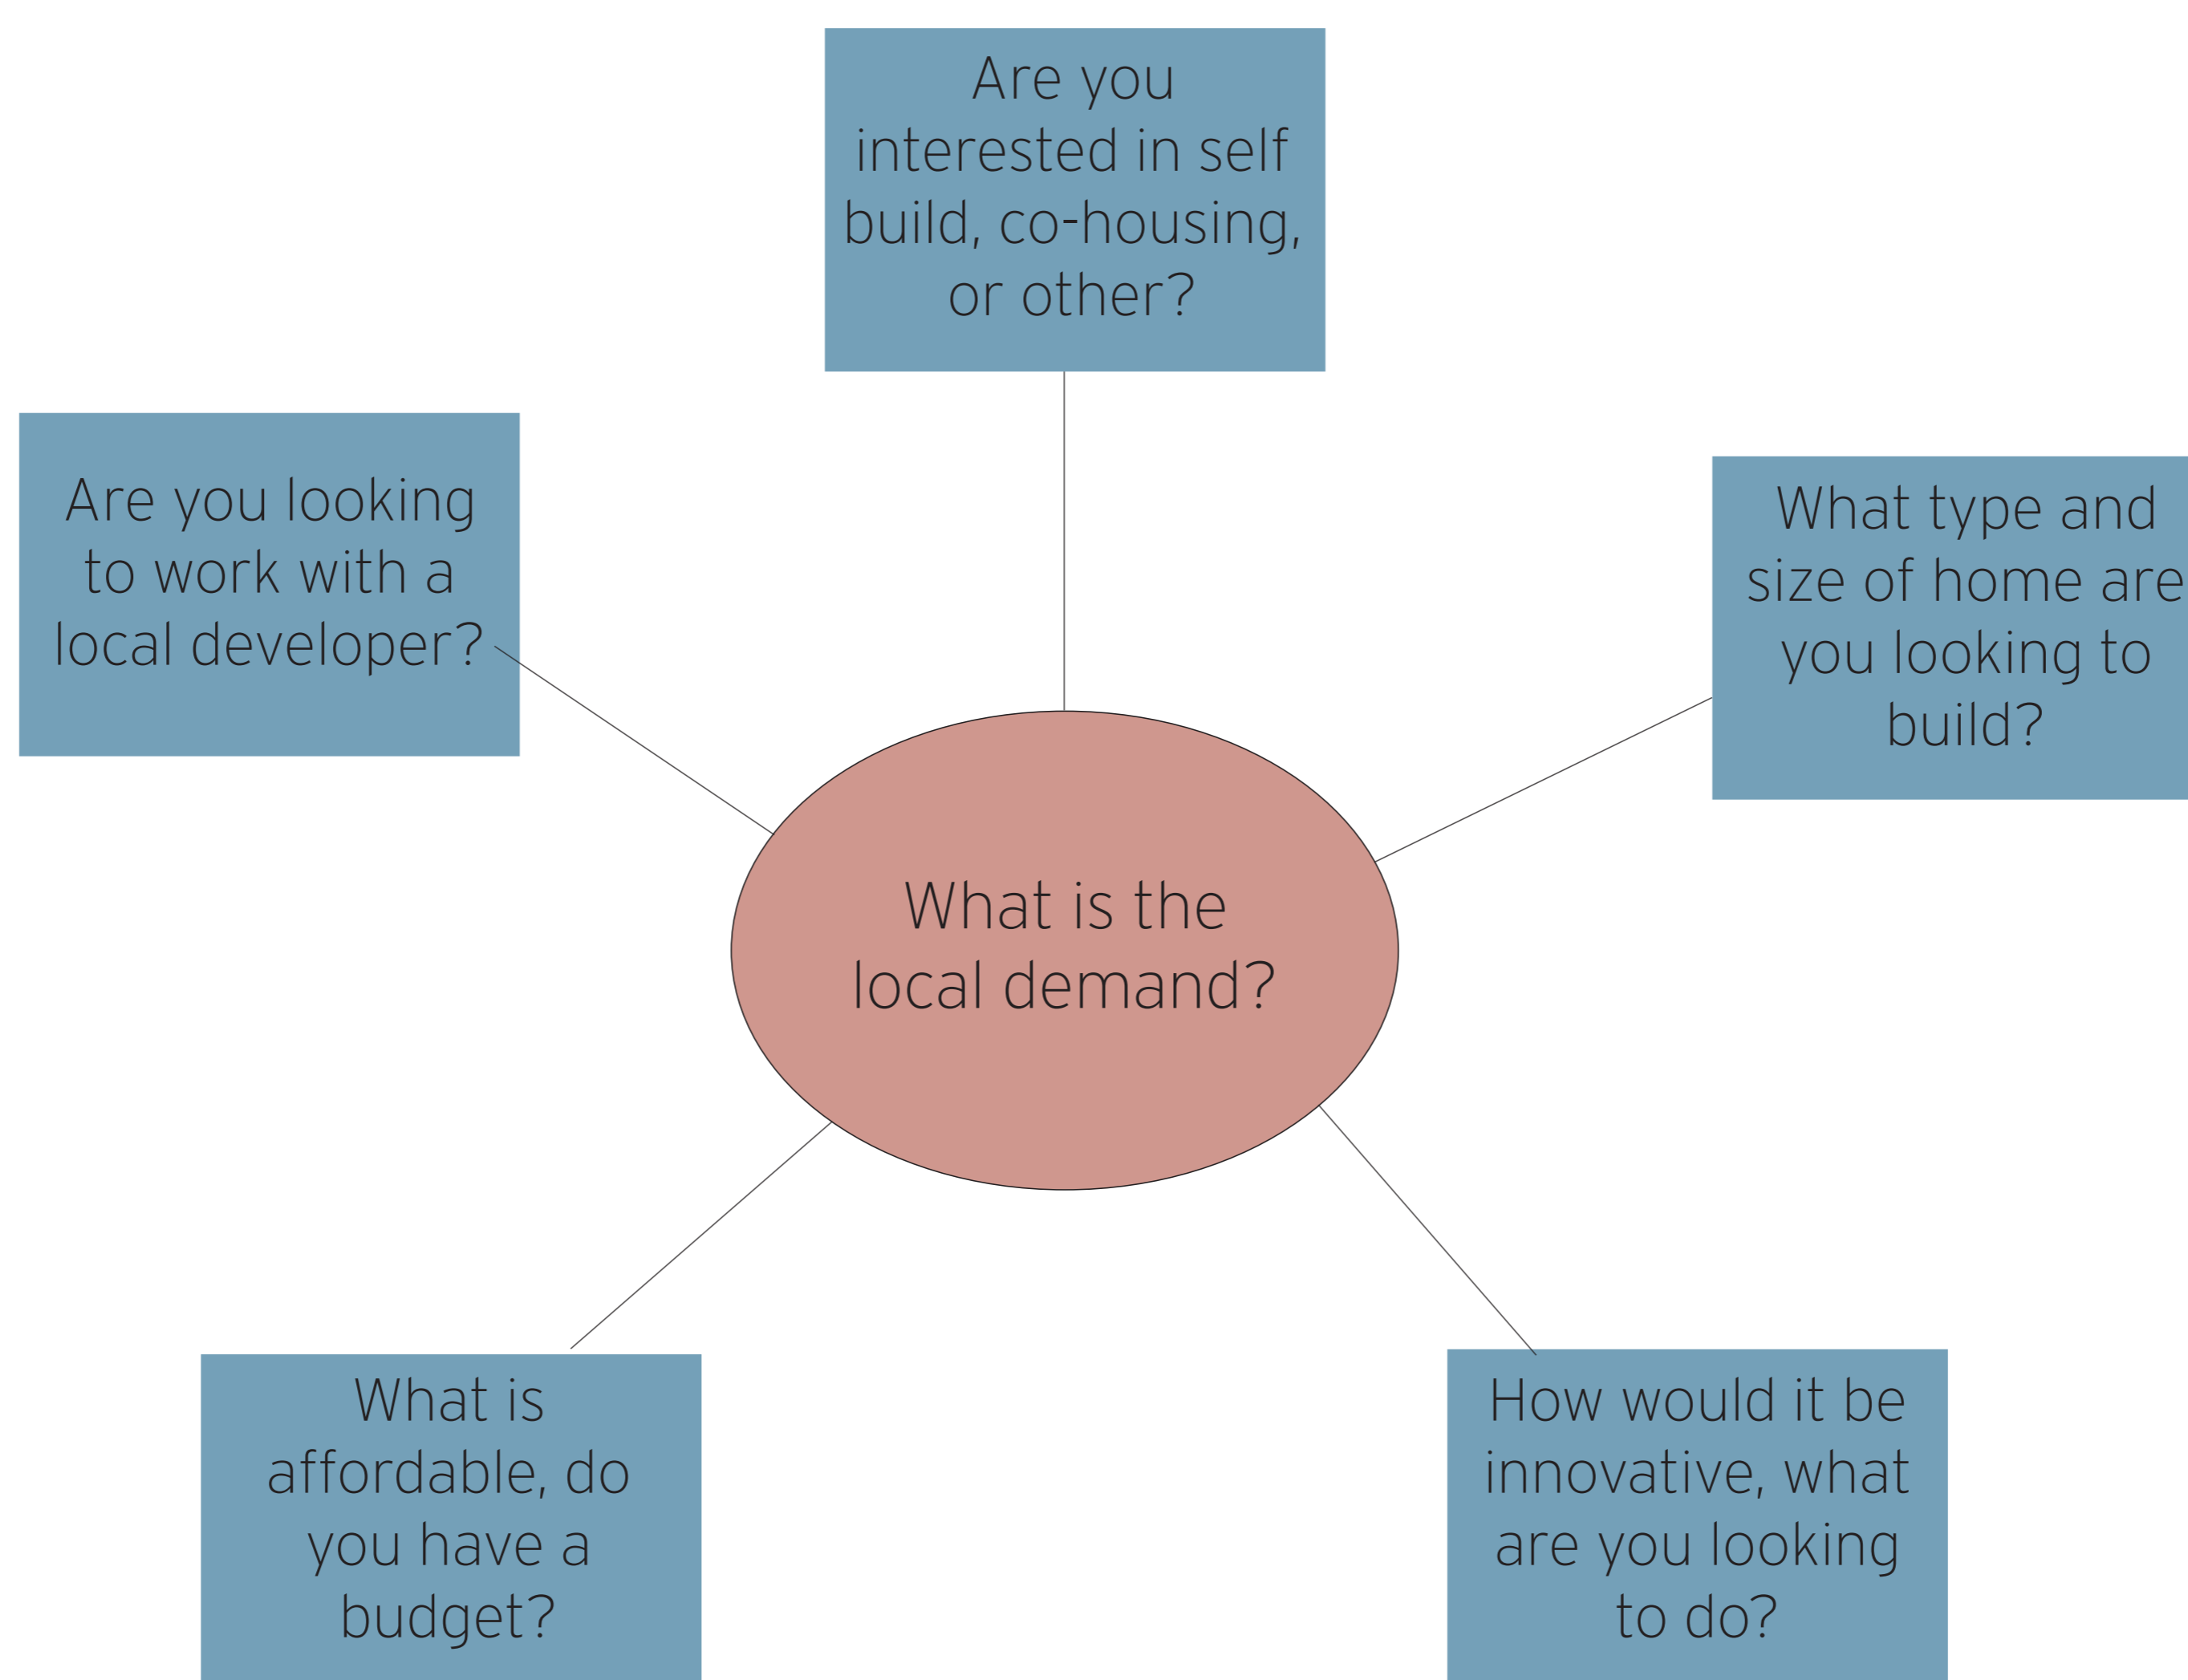 Are you
interested in self
build, co-housing,
or other?
Are you looking
to work with a
local developer?
What type and
size of home are
you looking to
build?
What is the
local demand?
What is
affordable, do
you have a
budget?
How would it be
innovative, what
are you looking
to do?